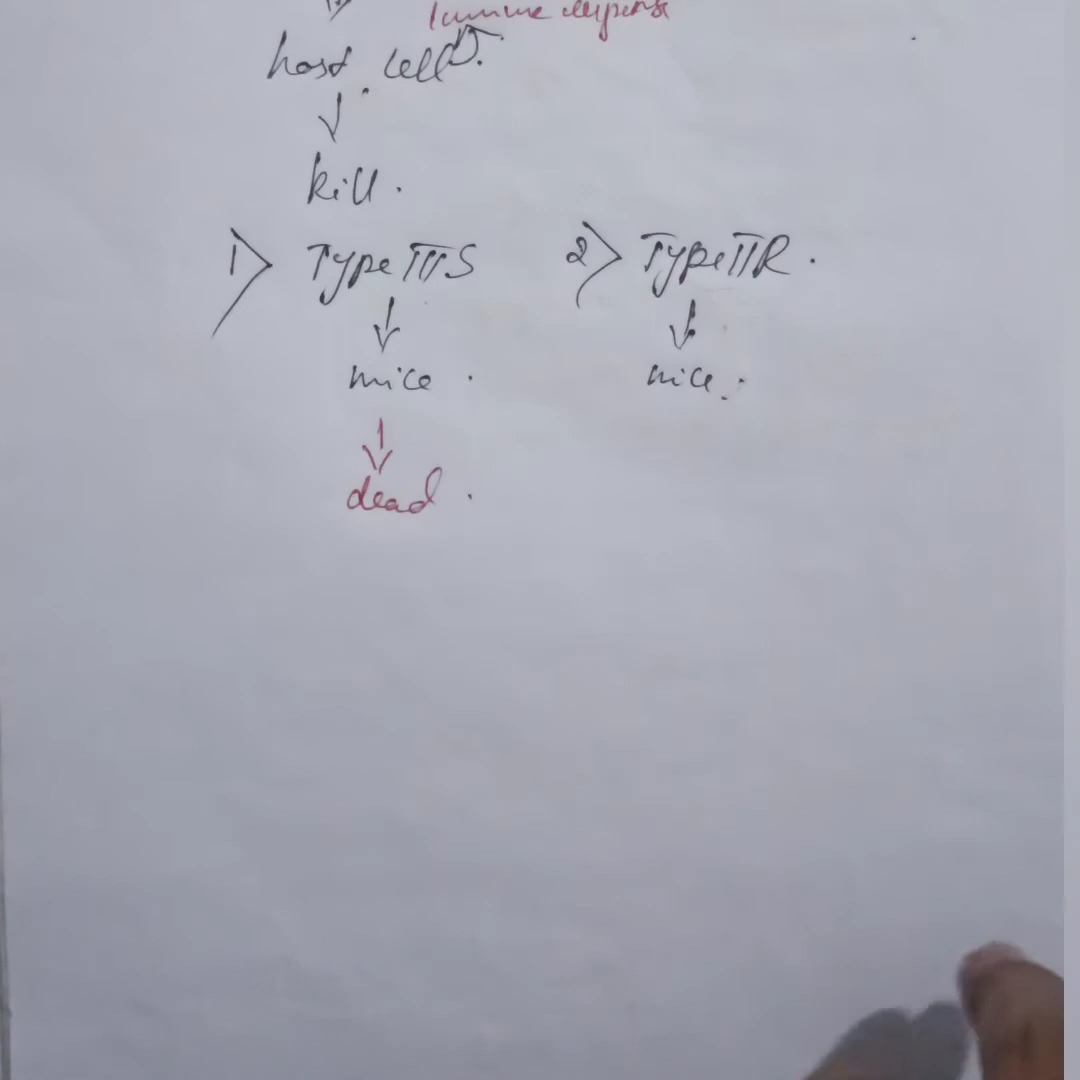 host cell.
kill.
1> Type III S 2> Type II R.
mice. mice.
dead.